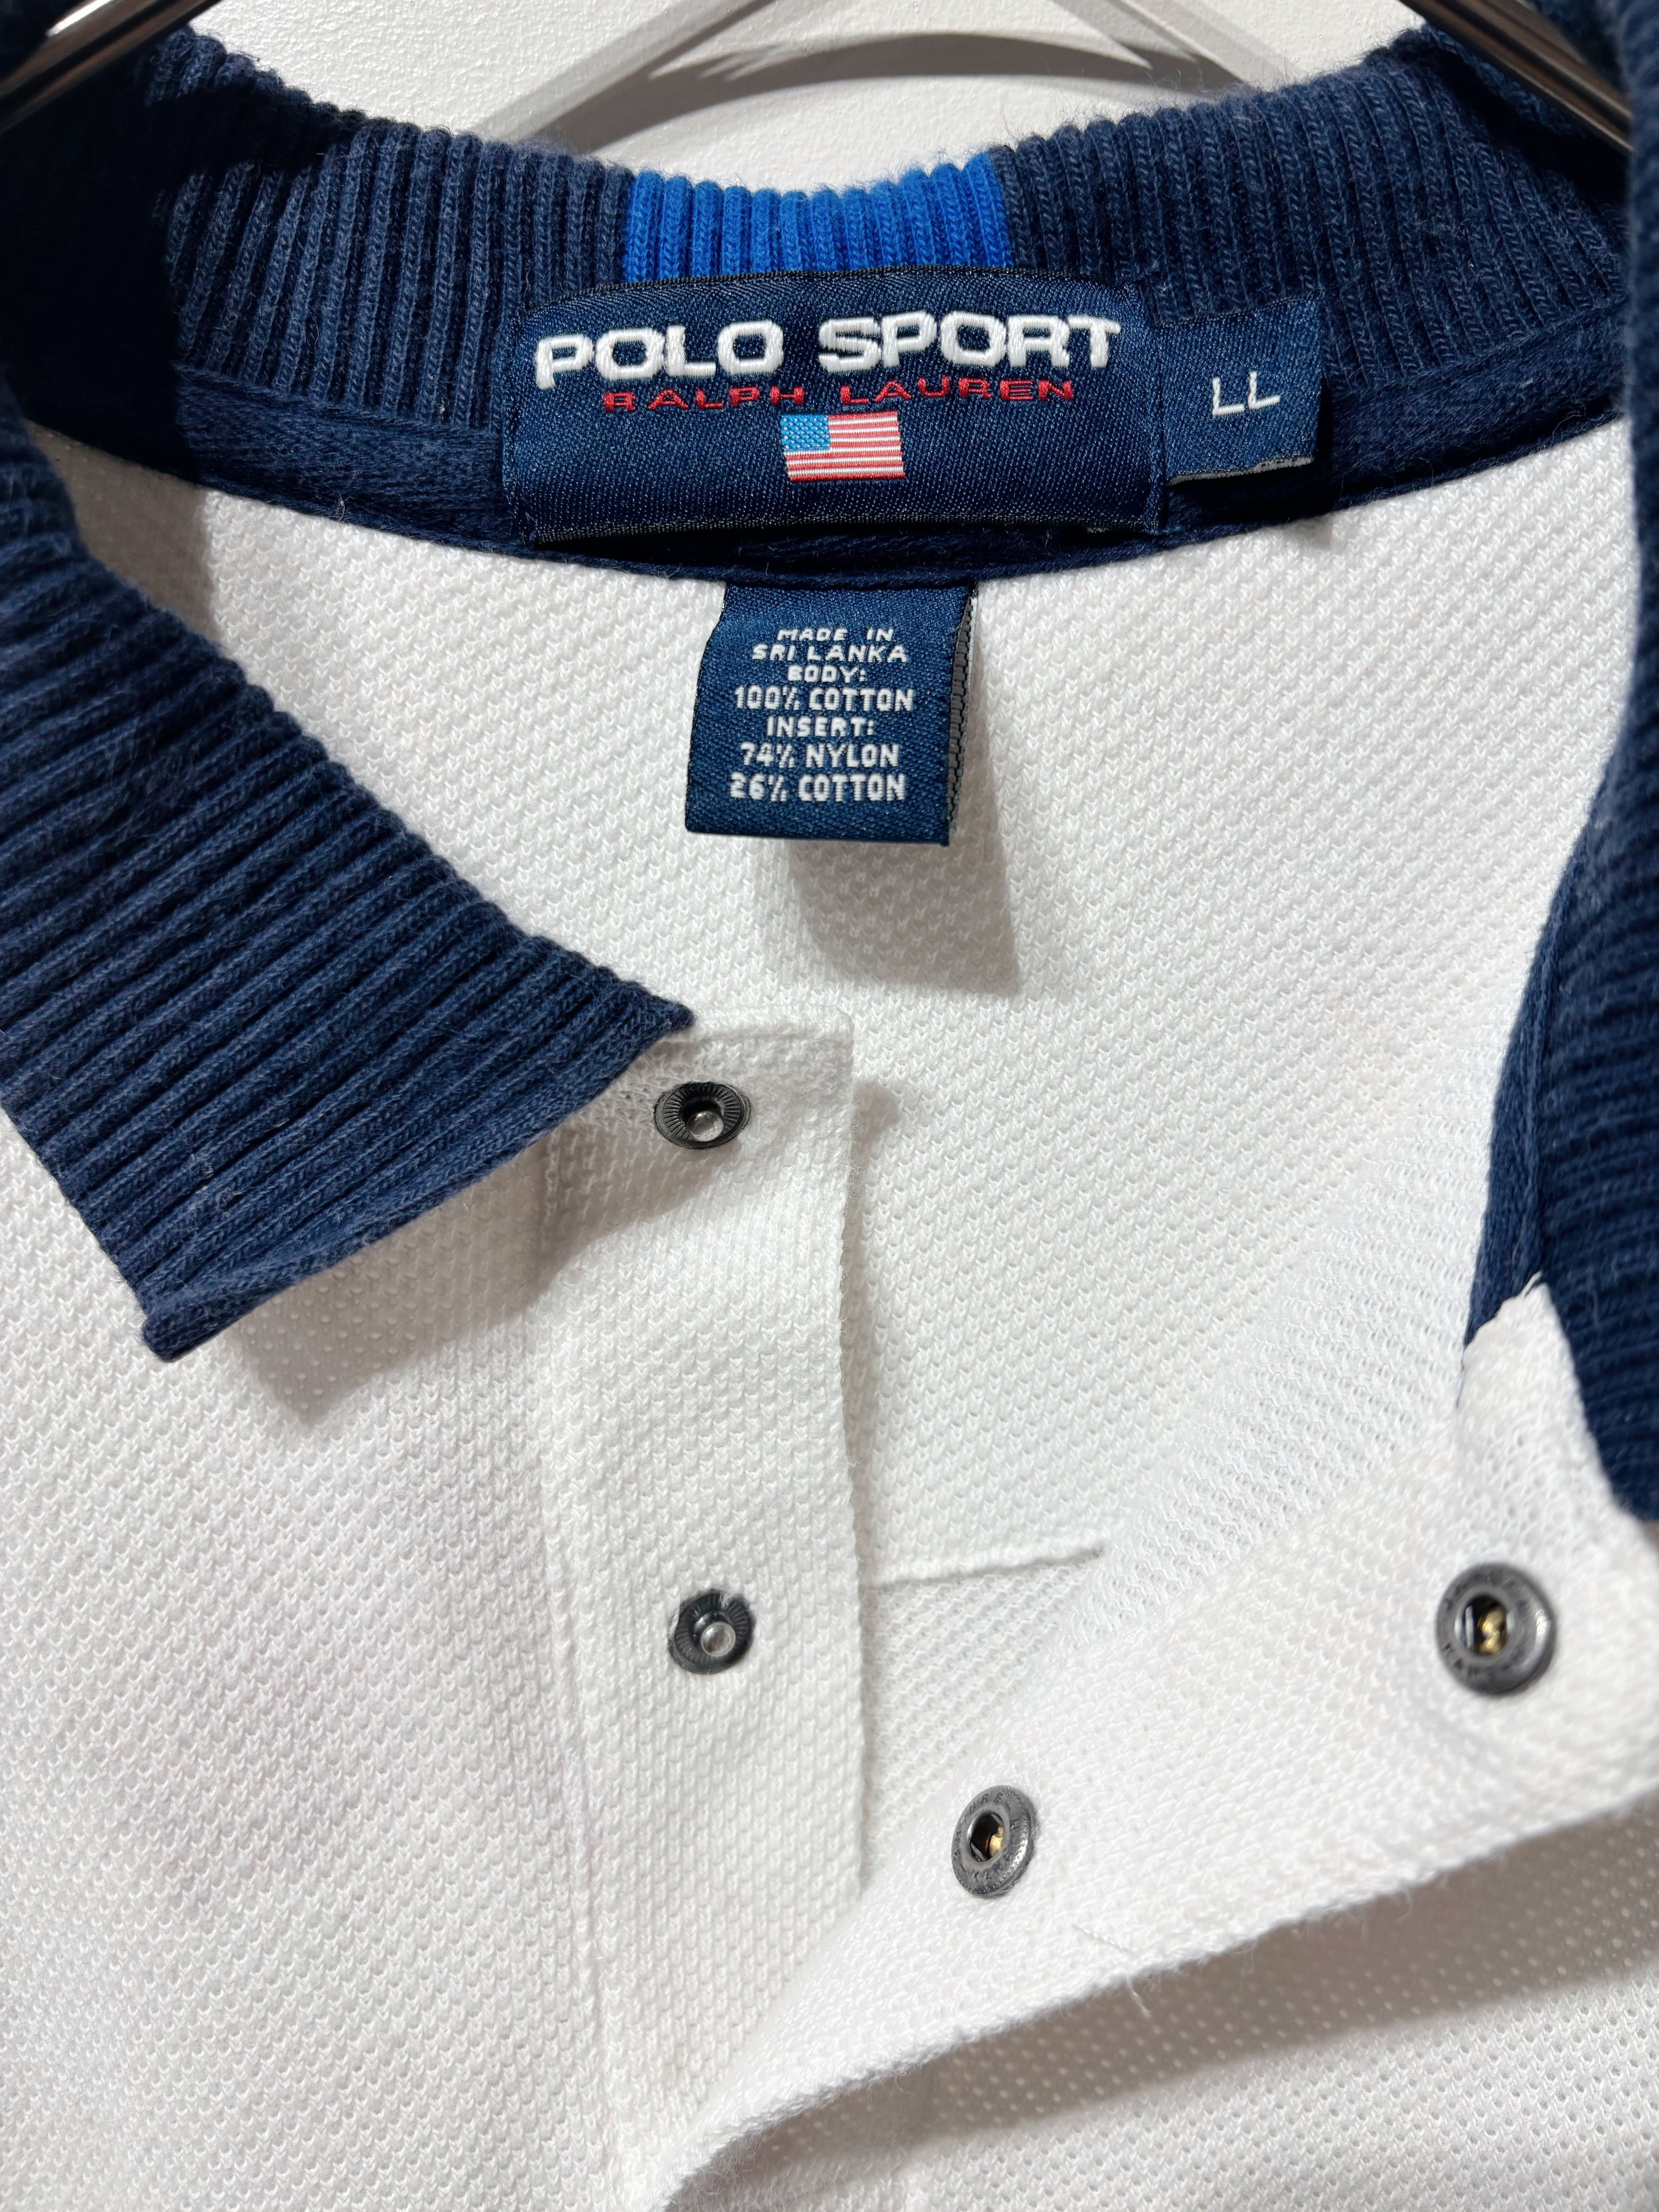 POLO SPORT
RALPH LAUREN
LL
MADE IN
SRI LANKA
BODY:
100% COTTON
INSERT:
74% NYLON
26% COTTON